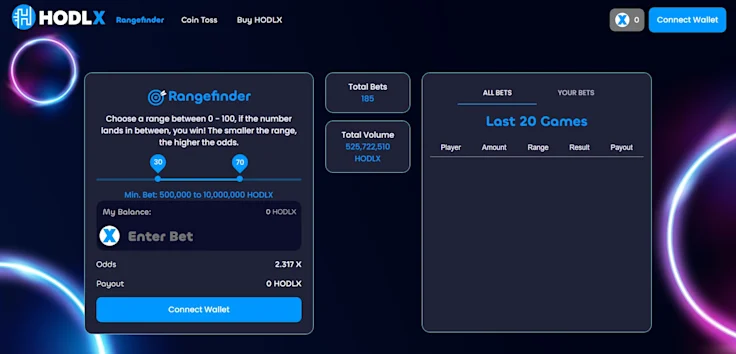 HODLX
Rangefinder
Coin Toss
Buy HODLX
0
Connect Wallet
Rangefinder
Choose a range between 0 - 100, if the number
lands in between, you win! The smaller the range,
the higher the odds.
30
70
Min. Bet: 500,000 to 10,000,000 HODLX
My Balance:
0 HODLX
Enter Bet
Odds
2.317 X
Payout
0 HODLX
Connect Wallet
Total Bets
185
Total Volume
525,722,510
HODLX
ALL BETS
YOUR BETS
Last 20 Games
Player
Amount
Range
Result
Payout